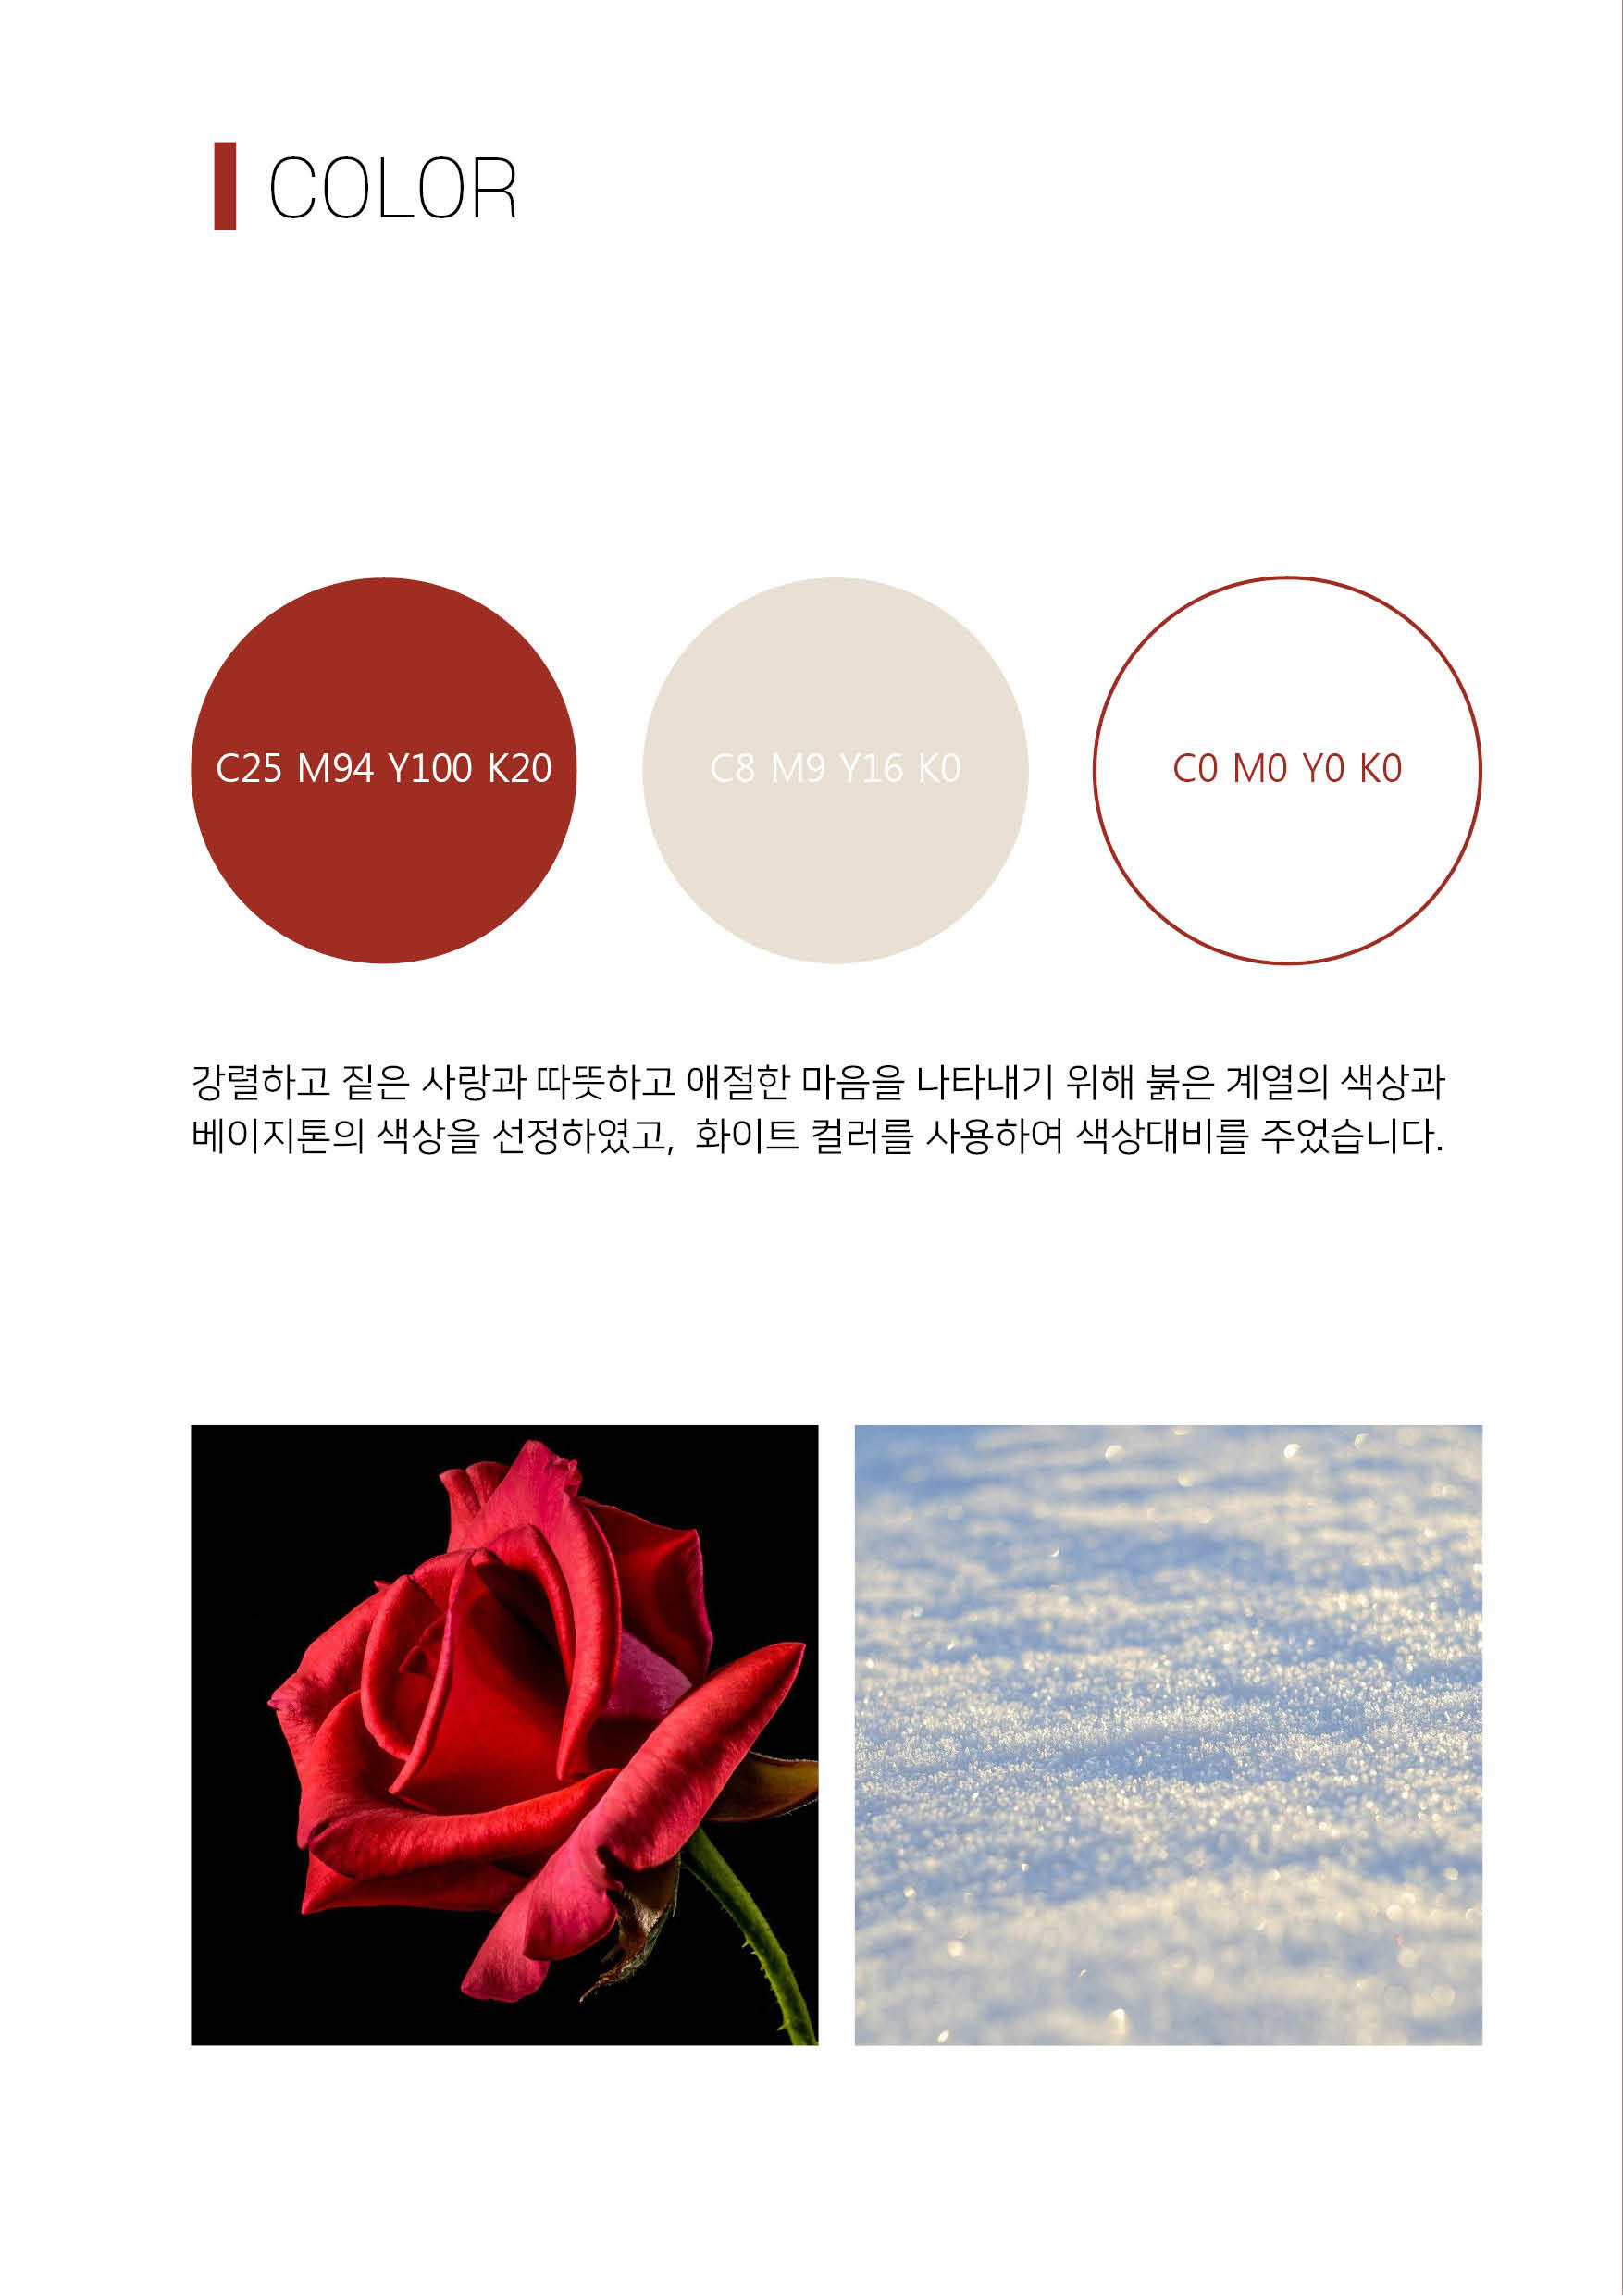 COLOR
C25 M94 Y100 K20
C8 M9 Y16 K0
C0 M0 Y0 K0
강렬하고 짙은 사랑과 따뜻하고 애절한 마음을 나타내기 위해 붉은 계열의 색상과
베이지톤의 색상을 선정하였고, 화이트 컬러를 사용하여 색상대비를 주었습니다.